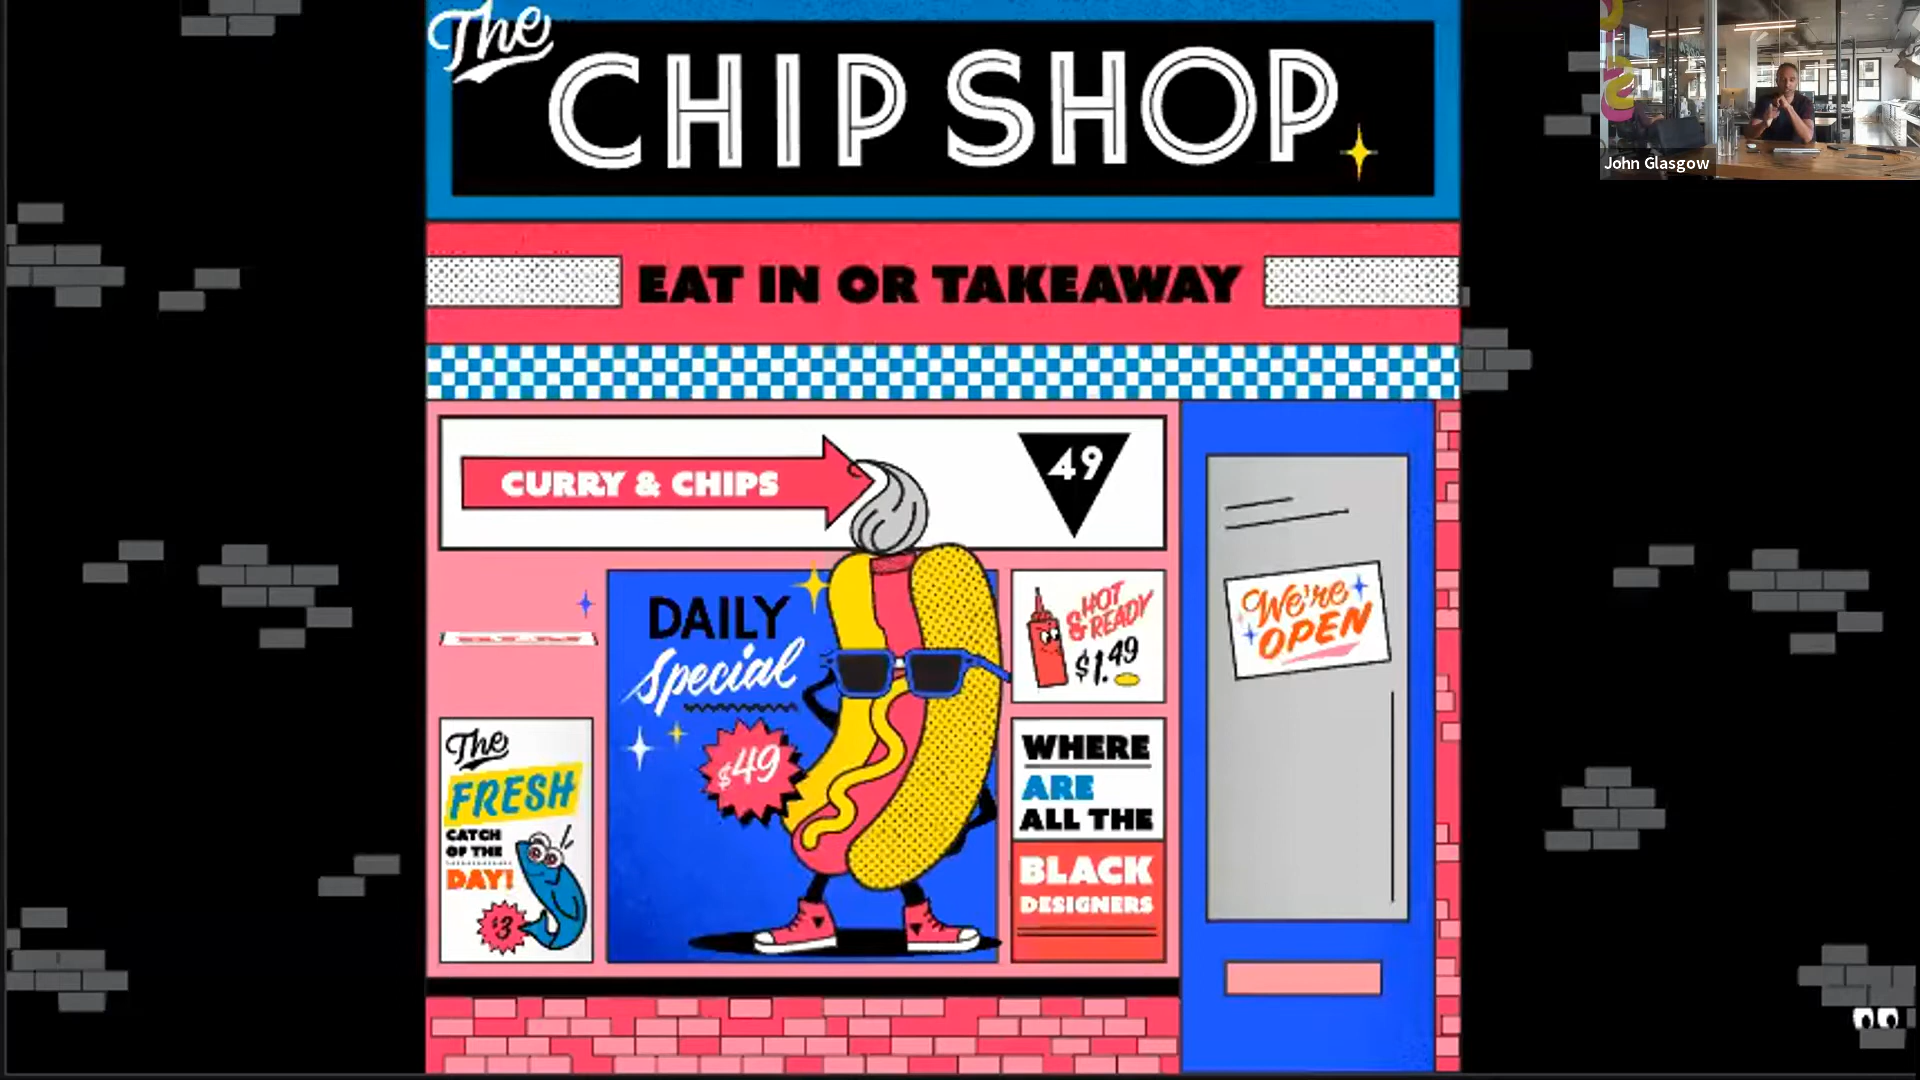 The
CHIP SHOP
John Glasgow
EAT IN OR TAKEAWAY
CURRY & CHIPS
49
DAILY
Special
$49
HOT
& READY
$1.49
We're
OPEN
The
FRESH
CATCH
OF THE
DAY!
$3
WHERE
ARE
ALL THE
BLACK
DESIGNERS